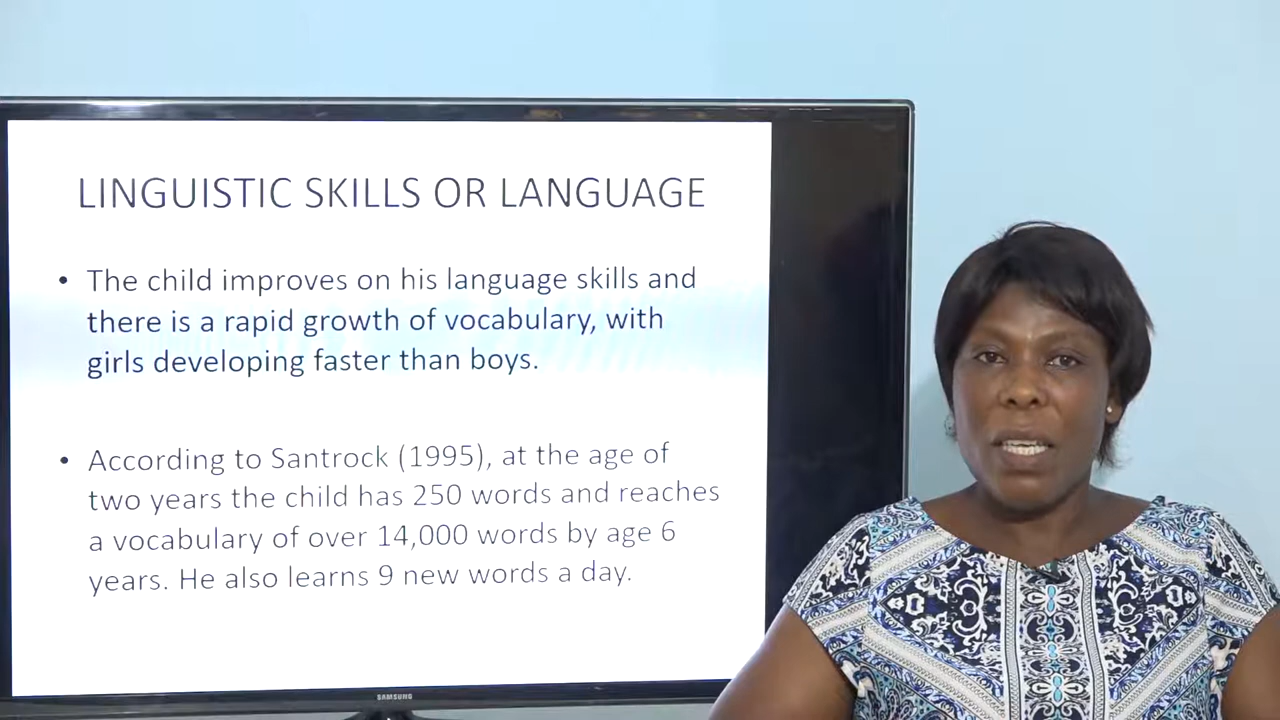 LINGUISTIC SKILLS OR LANGUAGE
• The child improves on his language skills and
there is a rapid growth of vocabulary, with
girls developing faster than boys.
• According to Santrock (1995), at the age of
two years the child has 250 words and reaches
a vocabulary of over 14,000 words by age 6
years. He also learns 9 new words a day.
SAMSUNG